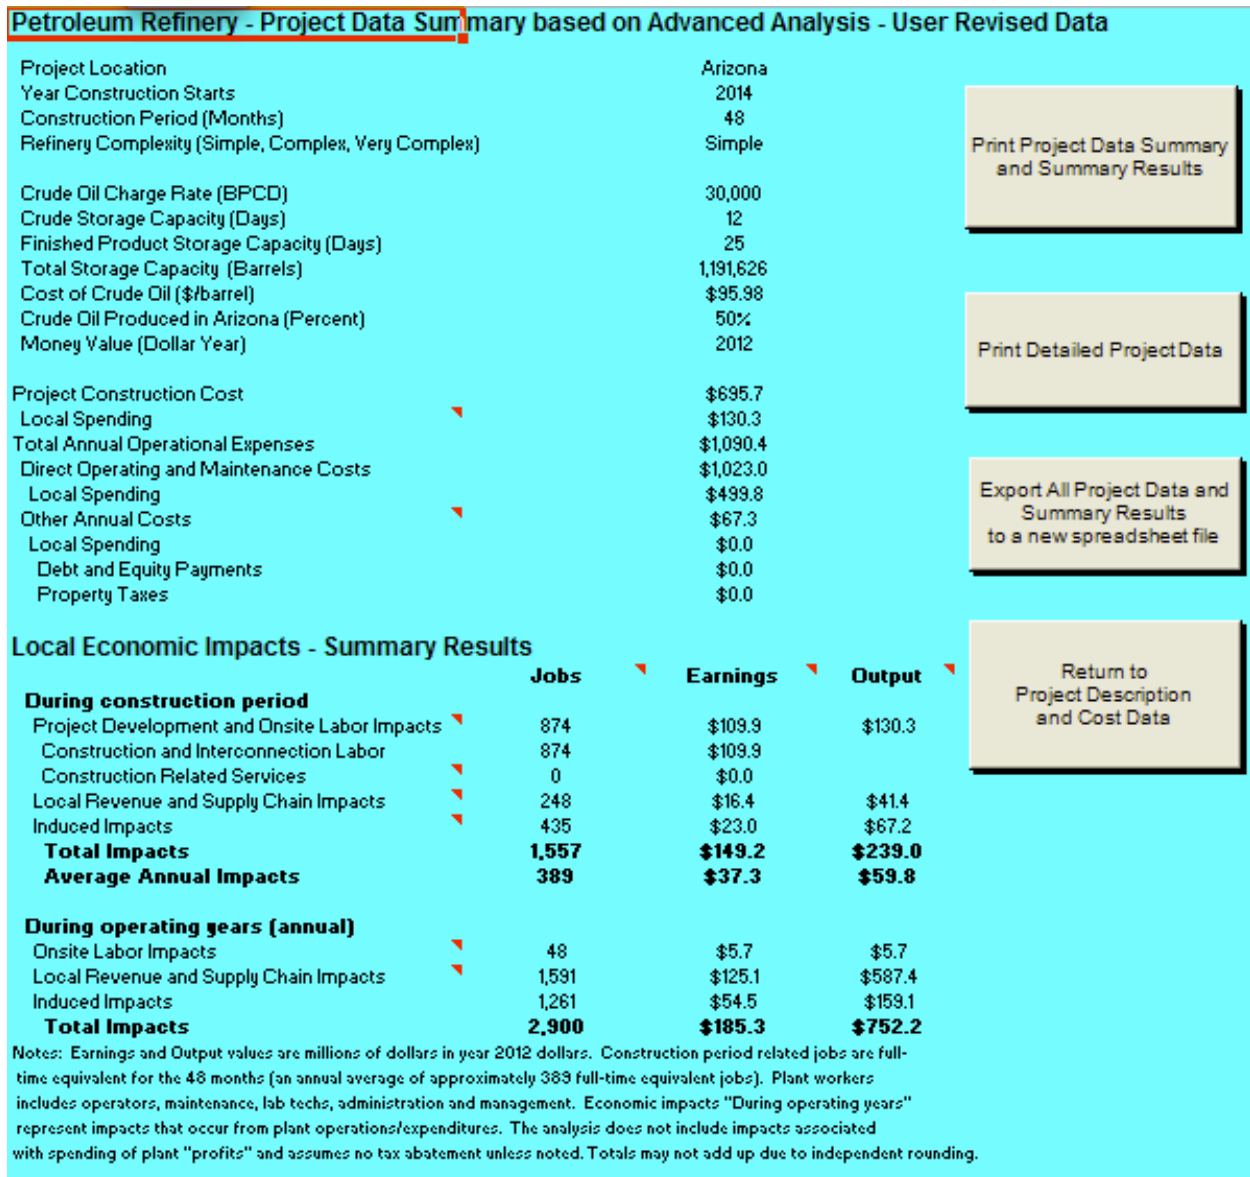 Petroleum Refinery - Project Data Summary based on Advanced Analysis - User Revised Data
Project Location Arizona
Year Construction Starts 2014
Construction Period (Months) 48
Refinery Complexity (Simple, Complex, Very Complex) Simple
Print Project Data Summary
and Summary Results
Crude Oil Charge Rate (BPCD) 30,000
Crude Storage Capacity (Days) 12
Finished Product Storage Capacity (Days) 25
Total Storage Capacity (Barrels) 1,191,626
Cost of Crude Oil ($/barrel) $95.98
Crude Oil Produced in Arizona (Percent) 50%
Money Value (Dollar Year) 2012
Print Detailed Project Data
Project Construction Cost $695.7
Local Spending $130.3
Total Annual Operational Expenses $1,090.4
Direct Operating and Maintenance Costs $1,023.0
Local Spending $499.8
Other Annual Costs $67.3
Local Spending $0.0
Debt and Equity Payments $0.0
Property Taxes $0.0
Export All Project Data and
Summary Results
to a new spreadsheet file
Local Economic Impacts - Summary Results
Jobs Earnings Output
During construction period
Project Development and Onsite Labor Impacts 874 $109.9 $130.3
Construction and Interconnection Labor 874 $109.9
Construction Related Services 0 $0.0
Local Revenue and Supply Chain Impacts 248 $16.4 $41.4
Induced Impacts 435 $23.0 $67.2
Total Impacts 1,557 $149.2 $239.0
Average Annual Impacts 389 $37.3 $59.8
Return to
Project Description
and Cost Data
During operating years (annual)
Onsite Labor Impacts 48 $5.7 $5.7
Local Revenue and Supply Chain Impacts 1,591 $125.1 $587.4
Induced Impacts 1,261 $54.5 $159.1
Total Impacts 2,900 $185.3 $752.2
Notes: Earnings and Output values are millions of dollars in year 2012 dollars. Construction period related jobs are full-
time equivalent for the 48 months (an annual average of approximately 389 full-time equivalent jobs). Plant workers
includes operators, maintenance, lab techs, administration and management. Economic impacts "During operating years"
represent impacts that occur from plant operations/expenditures. The analysis does not include impacts associated
with spending of plant "profits" and assumes no tax abatement unless noted. Totals may not add up due to independent rounding.